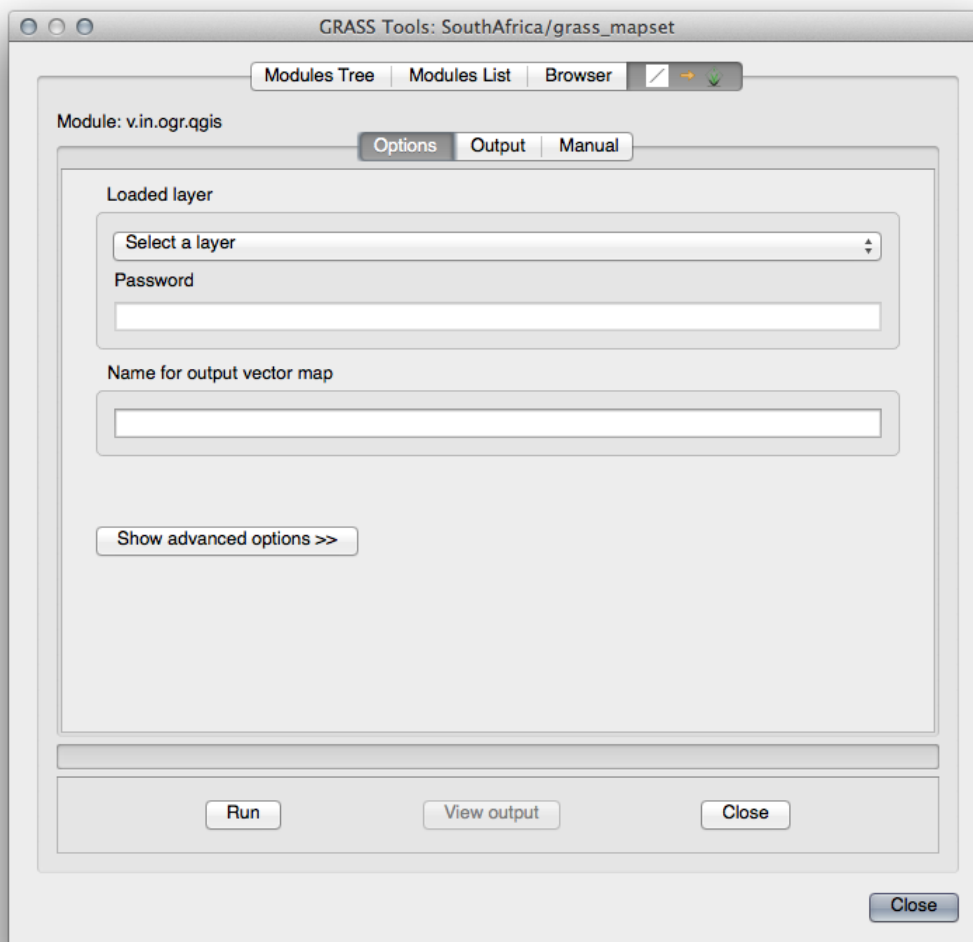 GRASS Tools: SouthAfrica/grass_mapset
Modules Tree Modules List Browser
Module: v.in.ogr.qgis
Options Output Manual
Loaded layer
Select a layer
Password
Name for output vector map
Show advanced options >>
Run View output Close
Close